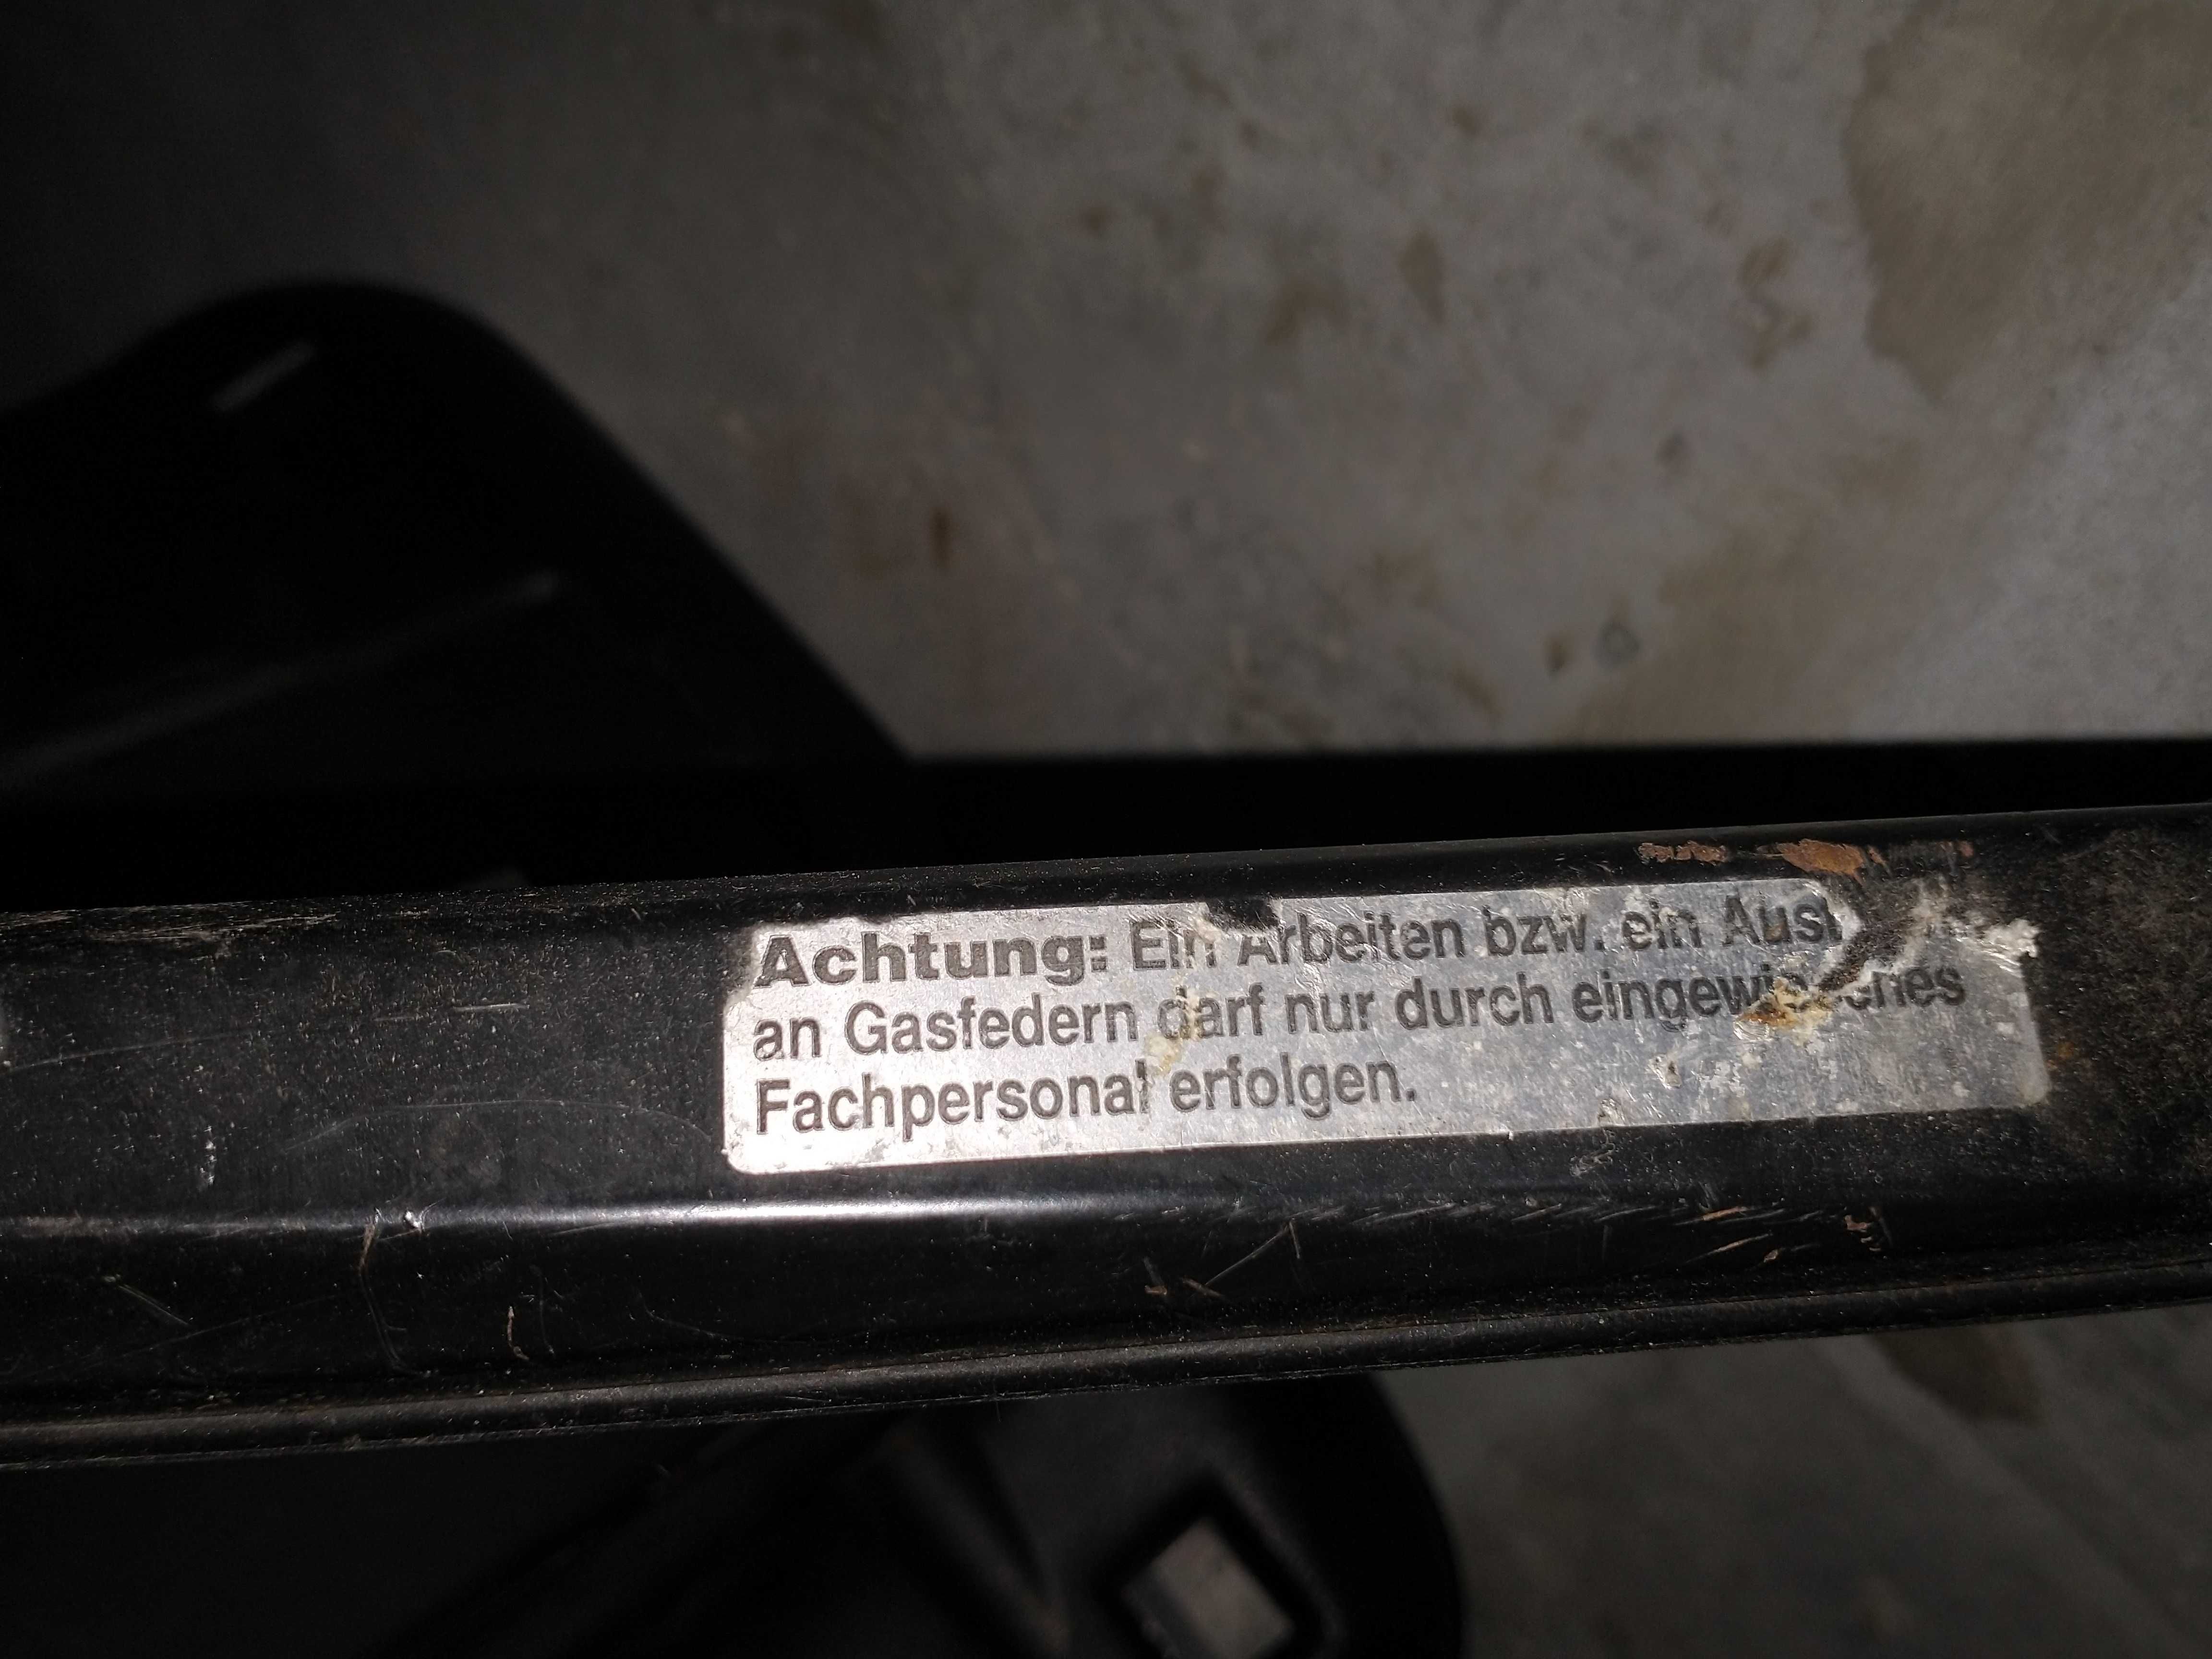 Achtung: Ein Arbeiten bzw. ein
an Gasfedern darf nur durch
Fachpersonal erfolgen.